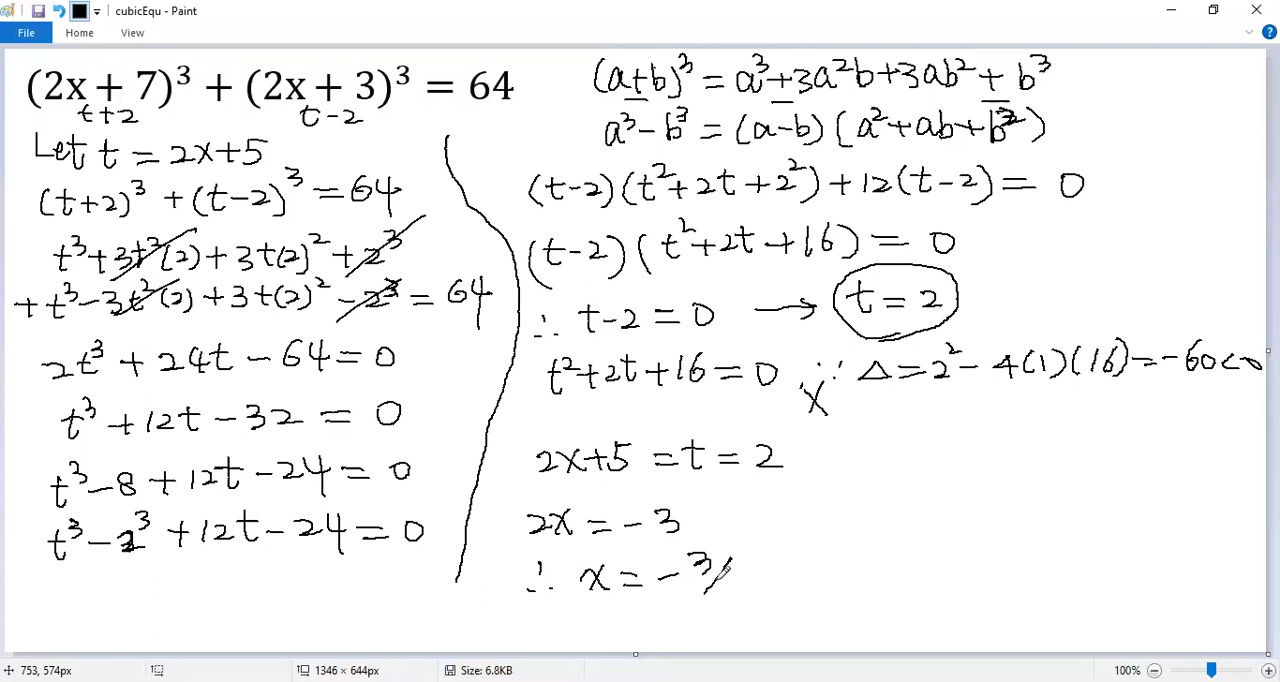 cubicEqu - Paint
File Home View
(2x + 7)³ + (2x + 3)³ = 64
t+2 t-2
Let t = 2x+5
(t+2)³ + (t-2)³ = 64
t³+3t²(2)+3t(2)²+2³
+t³-3t²(2)+3t(2)²-2³=64
2t³+24t-64=0
t³+12t-32=0
t³-8+12t-24=0
t³-2³+12t-24=0
(a+b)³=a³+3a²b+3ab²+b³
a³-b³=(a-b)(a²+ab+b²)
(t-2)(t²+2t+2²)+12(t-2)=0
(t-2)(t²+2t+16)=0
∴ t-2=0 → t=2
t²+2t+16=0 ∵ Δ=2²-4(1)(16)=-60<0
X
2x+5=t=2
2x=-3
∴ x=-3/
753, 574px 1346 × 644px Size: 6.8KB 100%